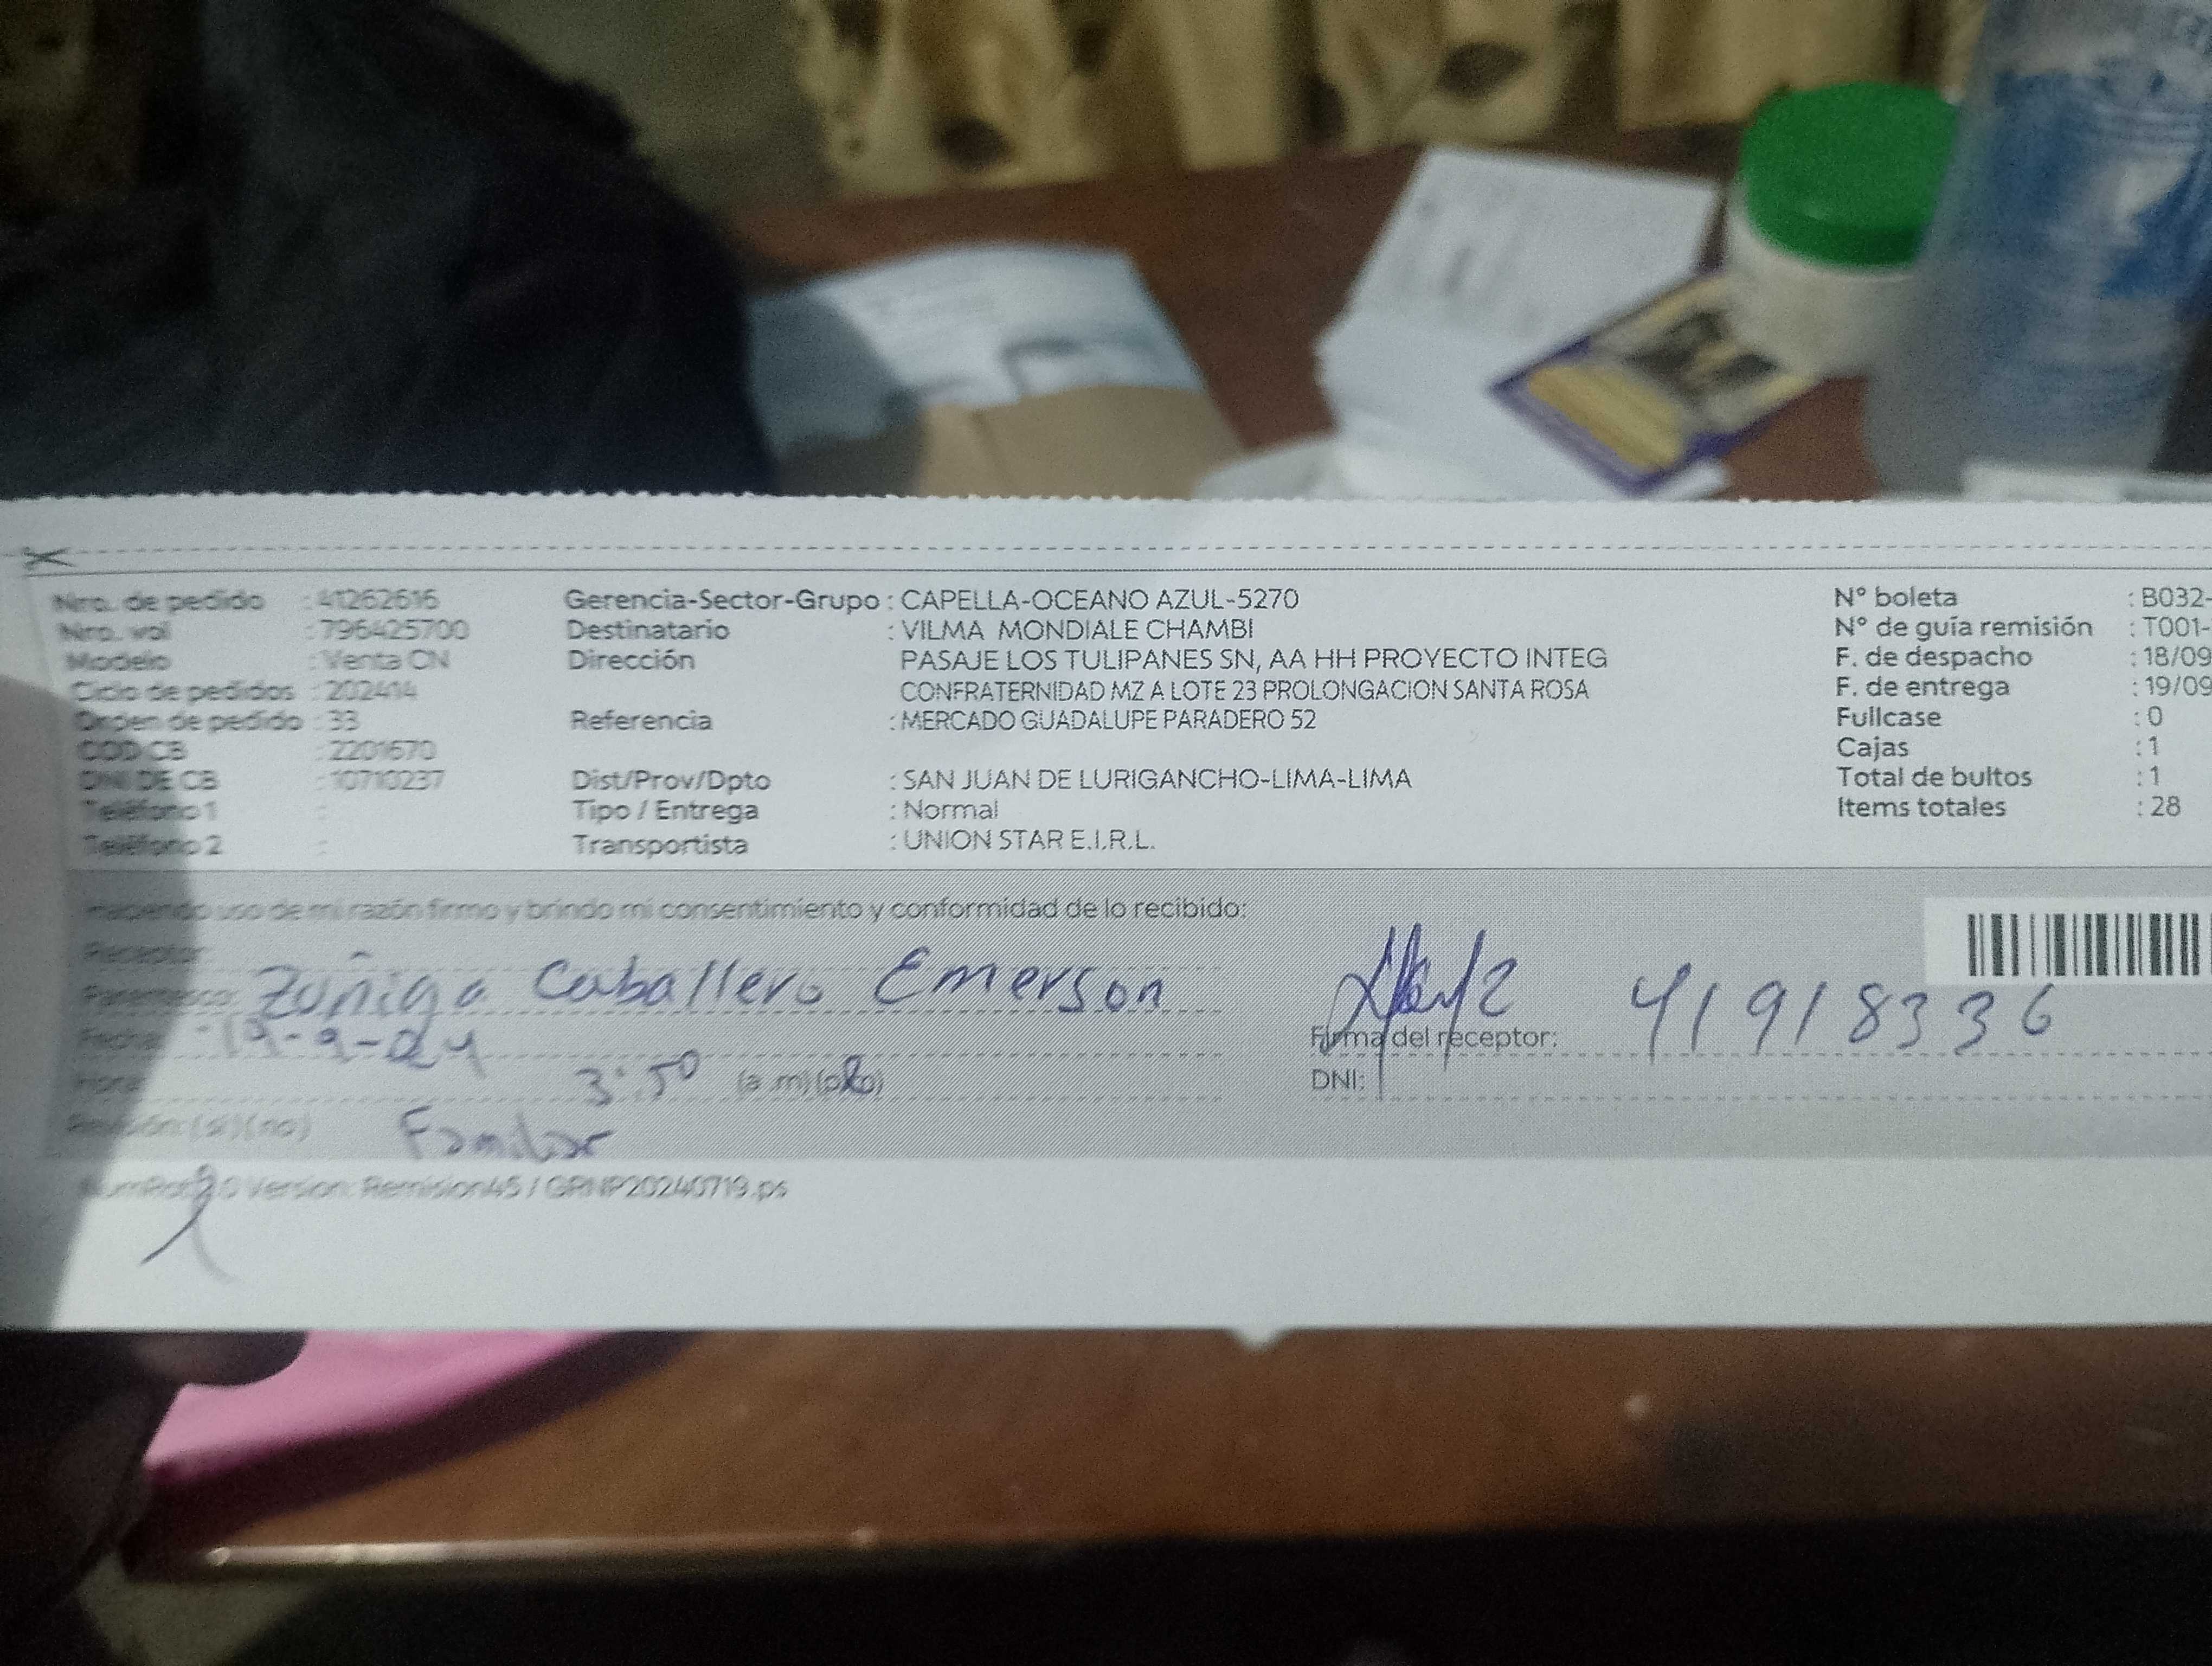 Nro. de pedido : 41262616 Gerencia-Sector-Grupo : CAPELLA-OCEANO AZUL-5270 N° boleta : B032-
Nro. vol : 796425700 Destinatario : VILMA MONDIALE CHAMBI N° de guía remisión : T001-
Modelo : Venta CN Dirección PASAJE LOS TULIPANES SN, AA HH PROYECTO INTEG F. de despacho : 18/09
Ciclo de pedidos : 202414 CONFRATERNIDAD MZ A LOTE 23 PROLONGACION SANTA ROSA F. de entrega : 19/09
Orden de pedido : 33 Referencia : MERCADO GUADALUPE PARADERO 52 Fullcase : 0
COD CB : 2201670 Cajas : 1
DNI DE CB : 10710237 Dist/Prov/Dpto : SAN JUAN DE LURIGANCHO-LIMA-LIMA Total de bultos : 1
Teléfono 1 : Tipo / Entrega : Normal Items totales : 28
Teléfono 2 : Transportista : UNION STAR E.I.R.L.
Haciendo uso de mi razón firmo y brindo mi consentimiento y conformidad de lo recibido:
Receptor:
Parentesco: Zuñiga Caballero Emerson 41918336
Fecha: 19-9-24 Firma del receptor:
Hora: 3:50 (a .m) DNI:
Revisión: (si) (no) Familiar
Version: Remision45 / GRNP20240719.ps